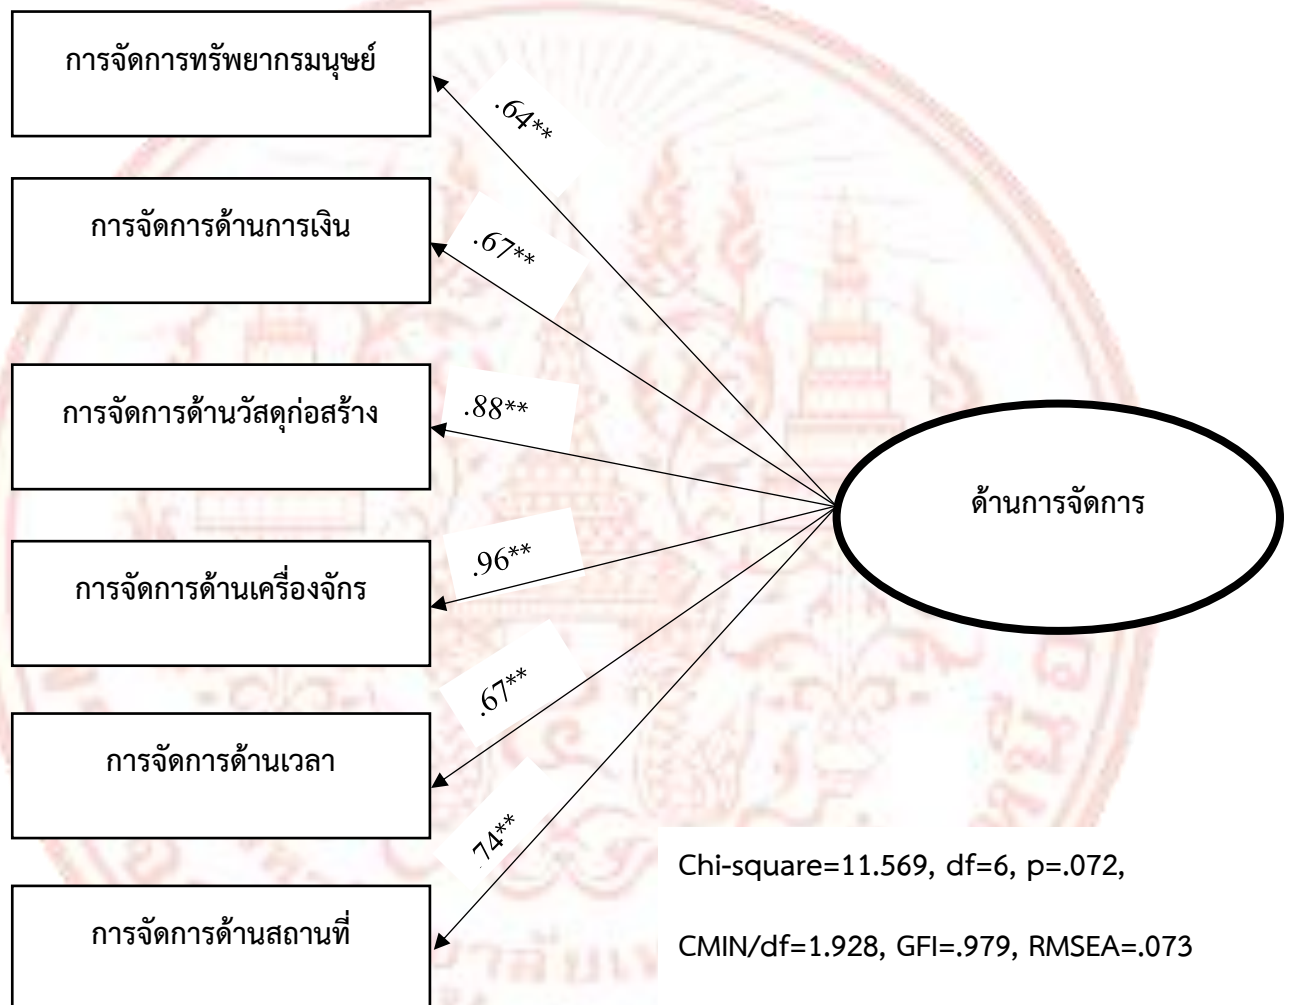 การจัดการทรัพยากรมนุษย์
.64**
การจัดการด้านการเงิน
.67**
การจัดการด้านวัสดุก่อสร้าง
.88**
ด้านการจัดการ
การจัดการด้านเครื่องจักร
.96**
.67**
การจัดการด้านเวลา
.74**
การจัดการด้านสถานที่
Chi-square=11.569, df=6, p=.072,
CMIN/df=1.928, GFI=.979, RMSEA=.073